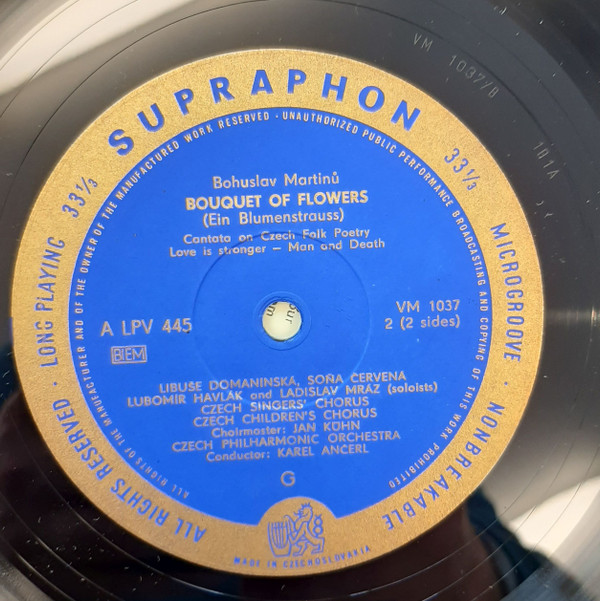 SUPRAPHON
33⅓
33⅓
LONG PLAYING
MICROGROOVE
ALL RIGHTS RESERVED
NONBREAKABLE
ALL RIGHTS OF THE MANUFACTURER AND OF THE OWNER OF THE MANUFACTURED WORK RESERVED · UNAUTHORIZED PUBLIC PERFORMANCE BROADCASTING AND COPYING OF THIS WORK PROHIBITED
Bohuslav Martinů
BOUQUET OF FLOWERS
(Ein Blumenstrauss)
Cantata on Czech Folk Poetry
Love is stronger – Man and Death
A LPV 445
BIEM
VM 1037
2 (2 sides)
LIBUŠE DOMANINSKÁ, SOŇA ČERVENÁ
LUBOMÍR HAVLÁK and LADISLAV MRÁZ (soloists)
CZECH SINGERS' CHORUS
CZECH CHILDREN'S CHORUS
Choirmaster: JAN KÜHN
CZECH PHILHARMONIC ORCHESTRA
Conductor: KAREL ANČERL
G
MADE IN CZECHOSLOVAKIA
VM 1037/B